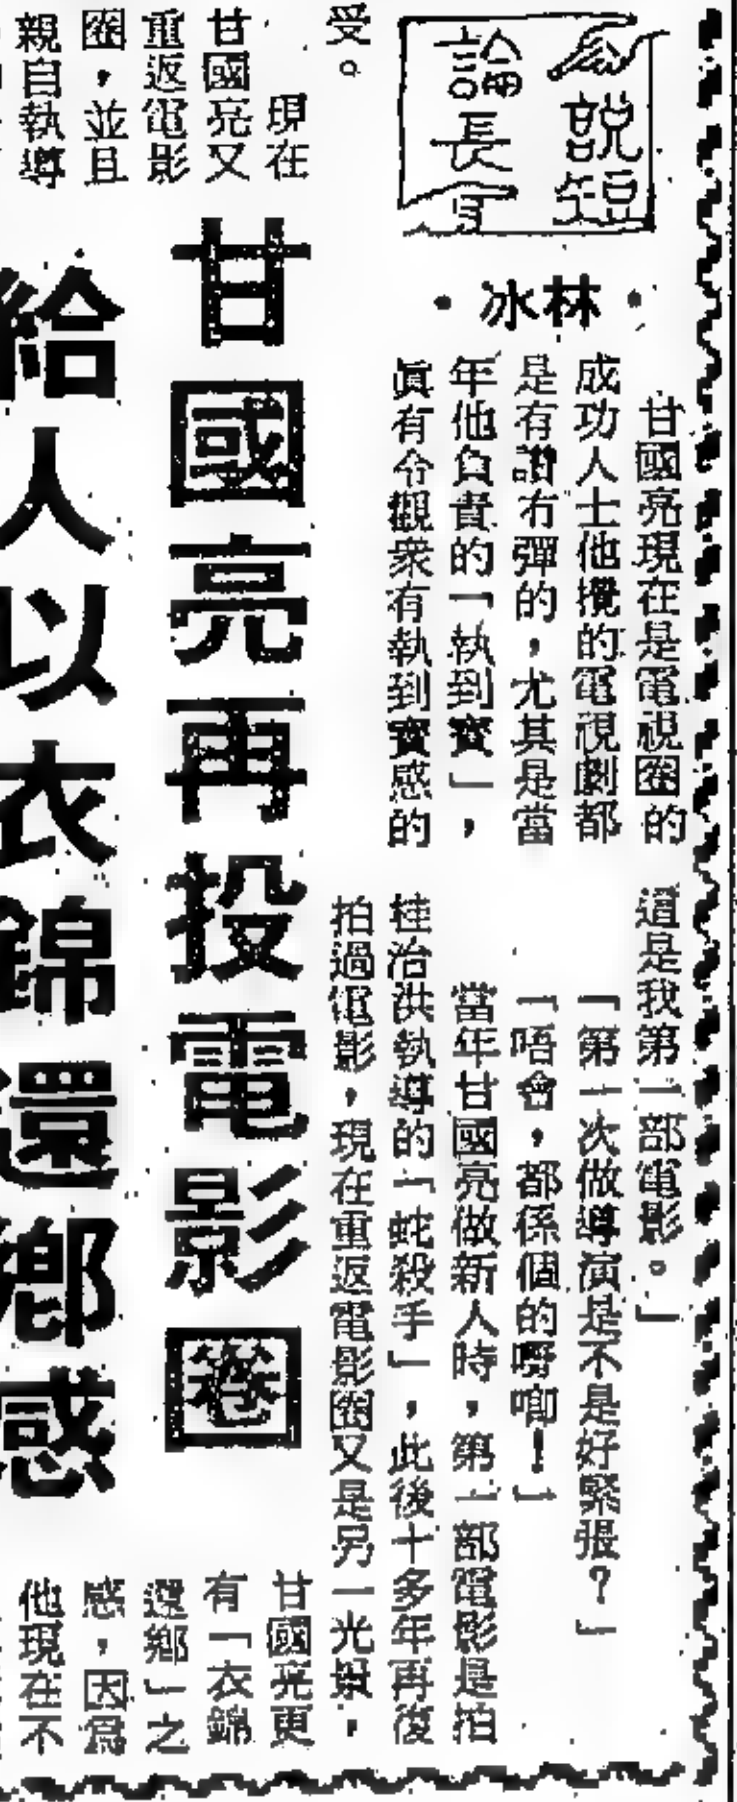 說短
論長
·林冰·
甘國亮再投電影圈
給人以衣錦還鄉感
甘國亮現在是電視圈的
成功人士他攪的電視劇都
是有讚有彈的，尤其是當
年他負責的「執到寶」，
眞有令觀衆有執到寶感的
受。
現在
甘國亮又
重返電影
圈，並且
親自執導
道是我第一部電影。」
「第一次做導演是不是好緊張？」
「唔會，都係個的嘢啫！」
當年甘國亮做新人時，第一部電影是拍
桂治洪執導的「蛇殺手」，此後十多年再復
拍過電影，現在重返電影圈又是另一光景，
甘國亮更
有「衣錦
還鄉」之
感，因爲
他現在不